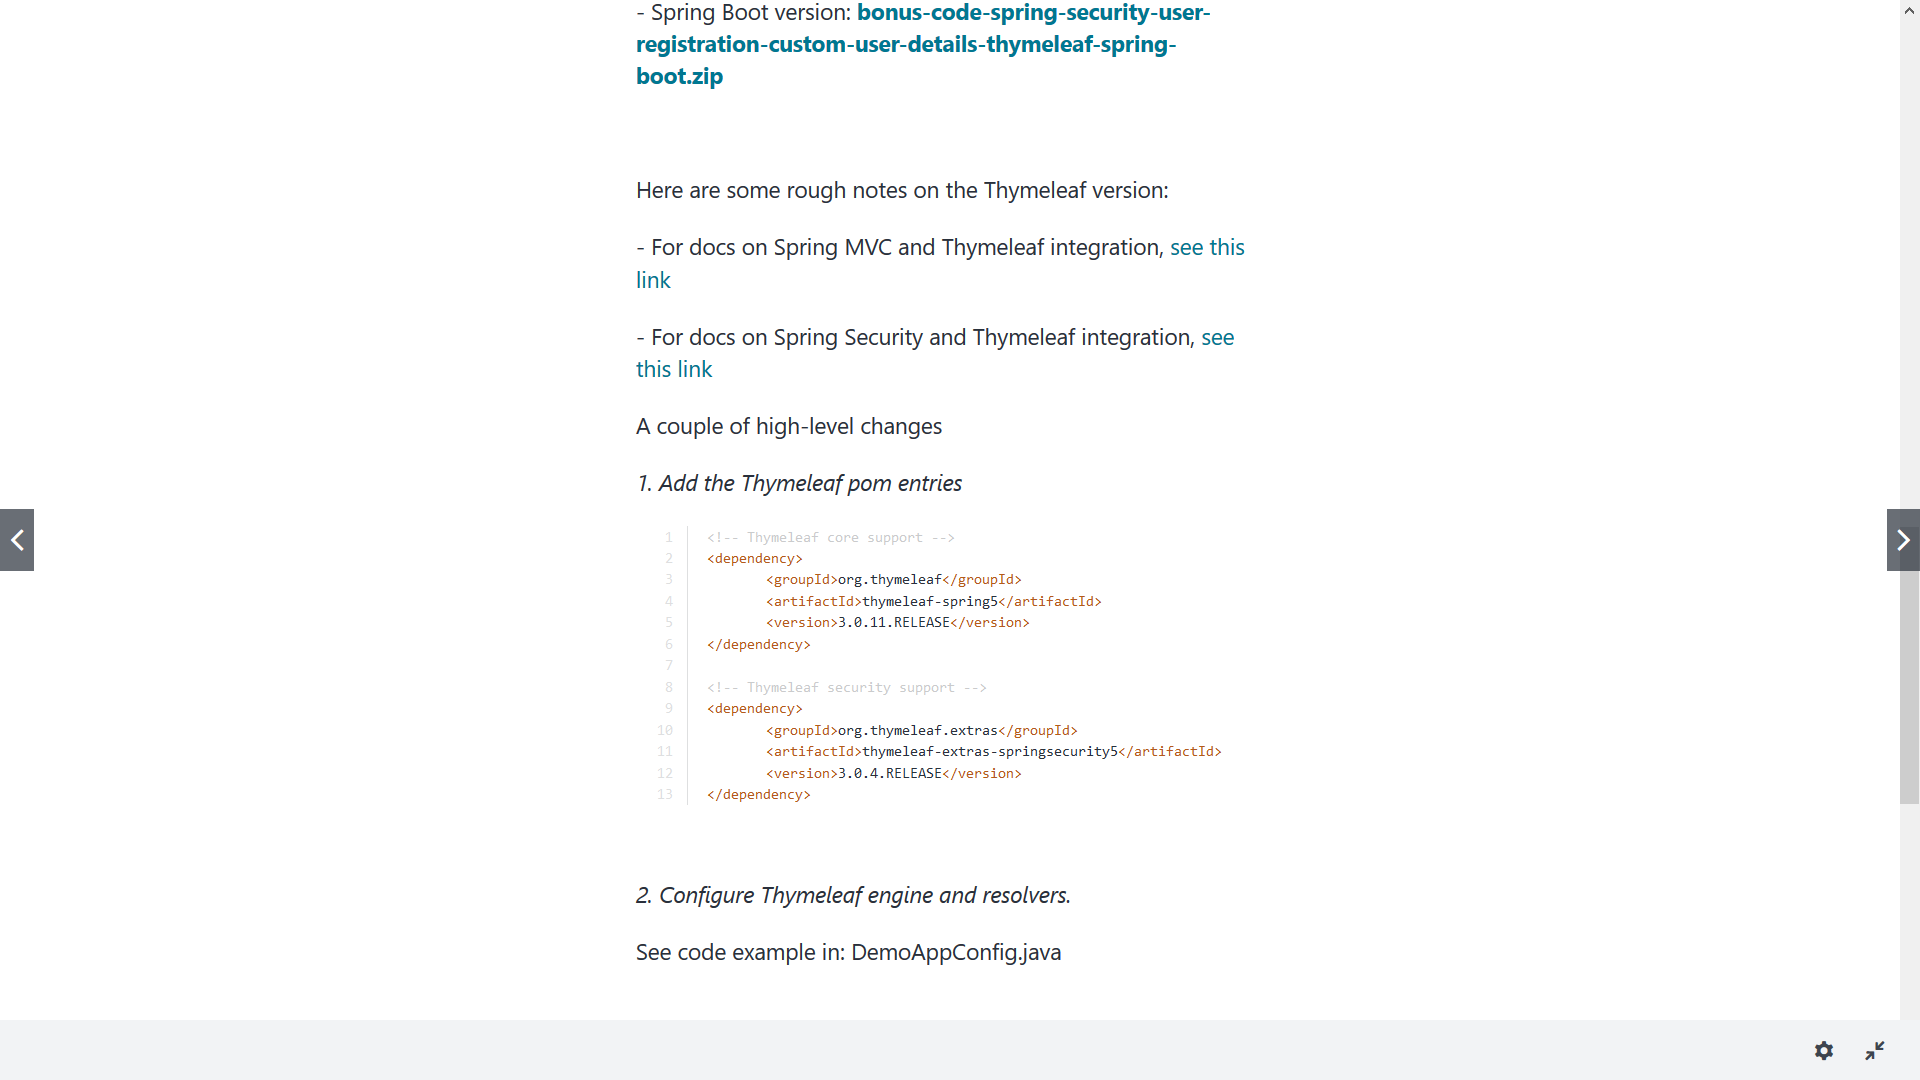 - Spring Boot version: bonus-code-spring-security-user-
registration-custom-user-details-thymeleaf-spring-
boot.zip
Here are some rough notes on the Thymeleaf version:
- For docs on Spring MVC and Thymeleaf integration, see this
link
- For docs on Spring Security and Thymeleaf integration, see
this link
A couple of high-level changes
1. Add the Thymeleaf pom entries
1 <!-- Thymeleaf core support -->
2 <dependency>
3 <groupId>org.thymeleaf</groupId>
4 <artifactId>thymeleaf-spring5</artifactId>
5 <version>3.0.11.RELEASE</version>
6 </dependency>
7
8 <!-- Thymeleaf security support -->
9 <dependency>
10 <groupId>org.thymeleaf.extras</groupId>
11 <artifactId>thymeleaf-extras-springsecurity5</artifactId>
12 <version>3.0.4.RELEASE</version>
13 </dependency>
2. Configure Thymeleaf engine and resolvers.
See code example in: DemoAppConfig.java